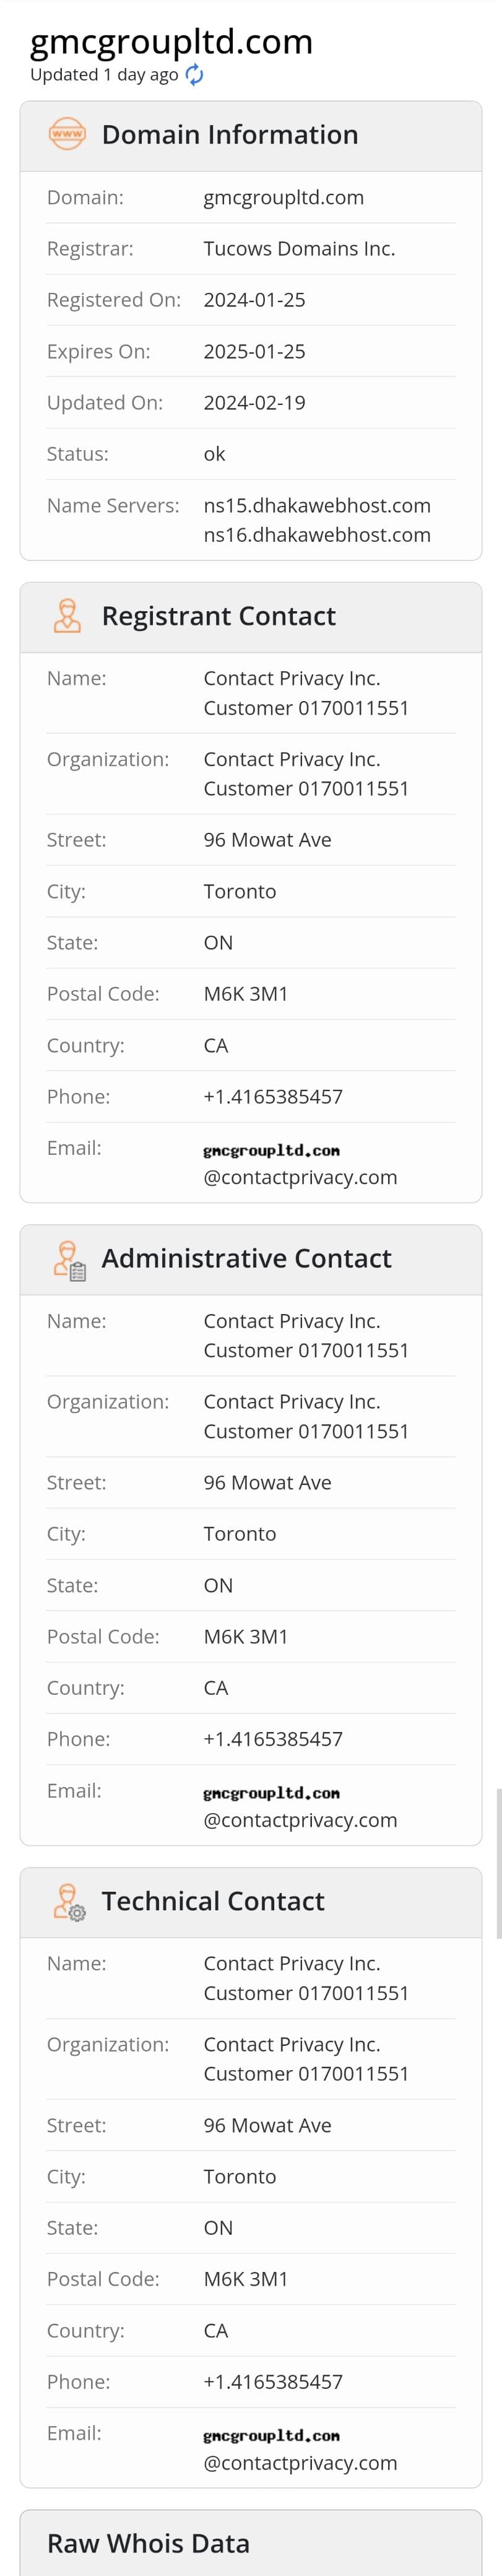 gmcgroupltd.com
Updated 1 day ago
www
Domain Information
Domain: gmcgroupltd.com
Registrar: Tucows Domains Inc.
Registered On: 2024-01-25
Expires On: 2025-01-25
Updated On: 2024-02-19
Status: ok
Name Servers: ns15.dhakawebhost.com
ns16.dhakawebhost.com
Registrant Contact
Name: Contact Privacy Inc.
Customer 0170011551
Organization: Contact Privacy Inc.
Customer 0170011551
Street: 96 Mowat Ave
City: Toronto
State: ON
Postal Code: M6K 3M1
Country: CA
Phone: +1.4165385457
Email: gmcgroupltd.com
@contactprivacy.com
Administrative Contact
Name: Contact Privacy Inc.
Customer 0170011551
Organization: Contact Privacy Inc.
Customer 0170011551
Street: 96 Mowat Ave
City: Toronto
State: ON
Postal Code: M6K 3M1
Country: CA
Phone: +1.4165385457
Email: gmcgroupltd.com
@contactprivacy.com
Technical Contact
Name: Contact Privacy Inc.
Customer 0170011551
Organization: Contact Privacy Inc.
Customer 0170011551
Street: 96 Mowat Ave
City: Toronto
State: ON
Postal Code: M6K 3M1
Country: CA
Phone: +1.4165385457
Email: gmcgroupltd.com
@contactprivacy.com
Raw Whois Data